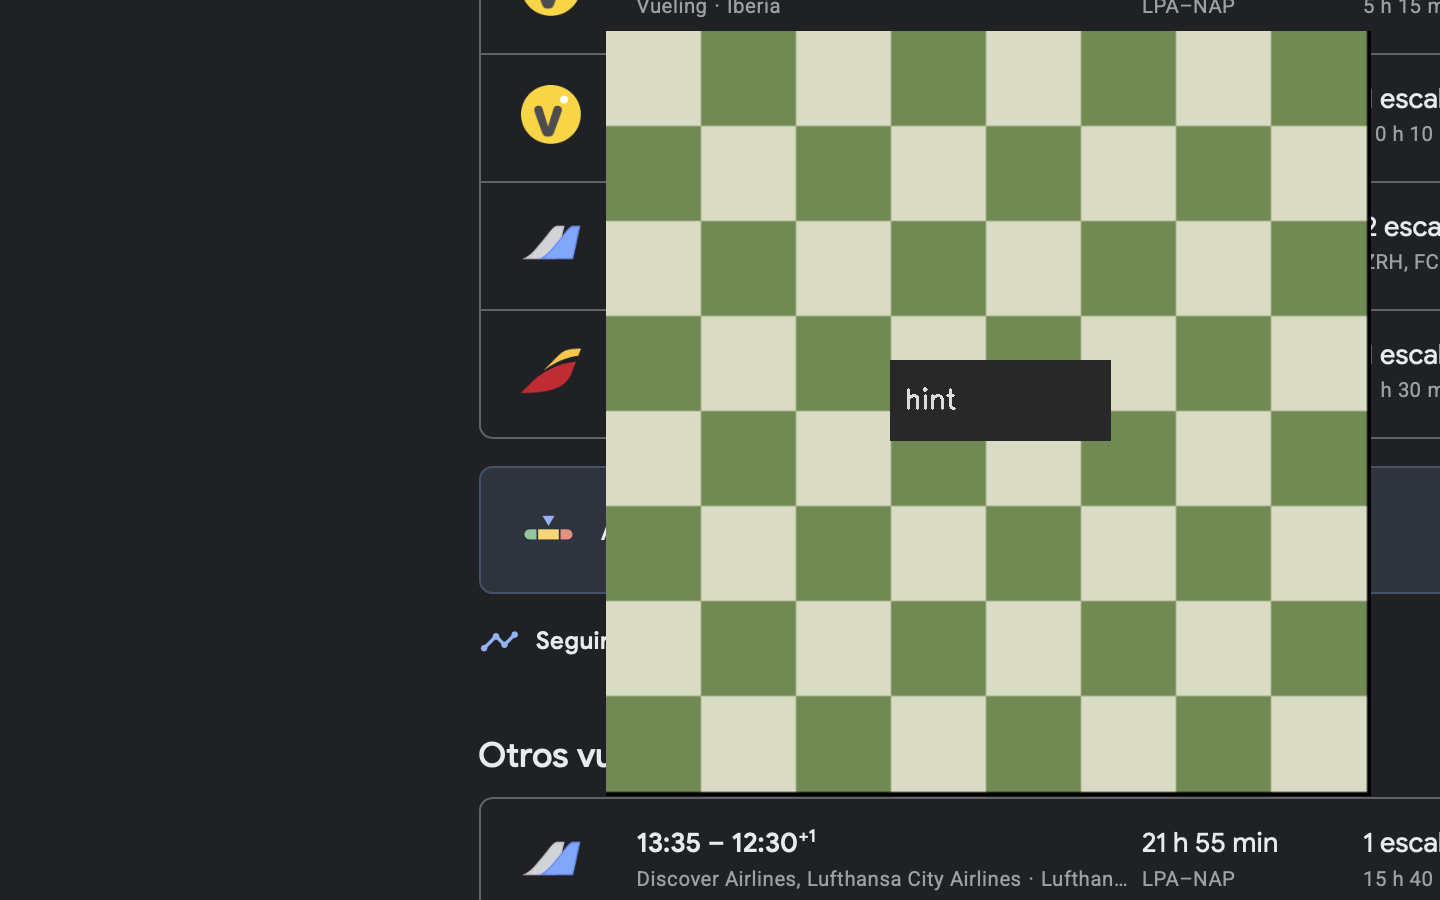 Vueling · Iberia
LPA–NAP
5 h 15 m
escal
0 h 10
2 esca
ZRH, FC
escal
h 30 m
hint
Seguir
Otros vu
13:35 – 12:30+1
21 h 55 min
1 escal
Discover Airlines, Lufthansa City Airlines · Lufthan...
LPA–NAP
15 h 40